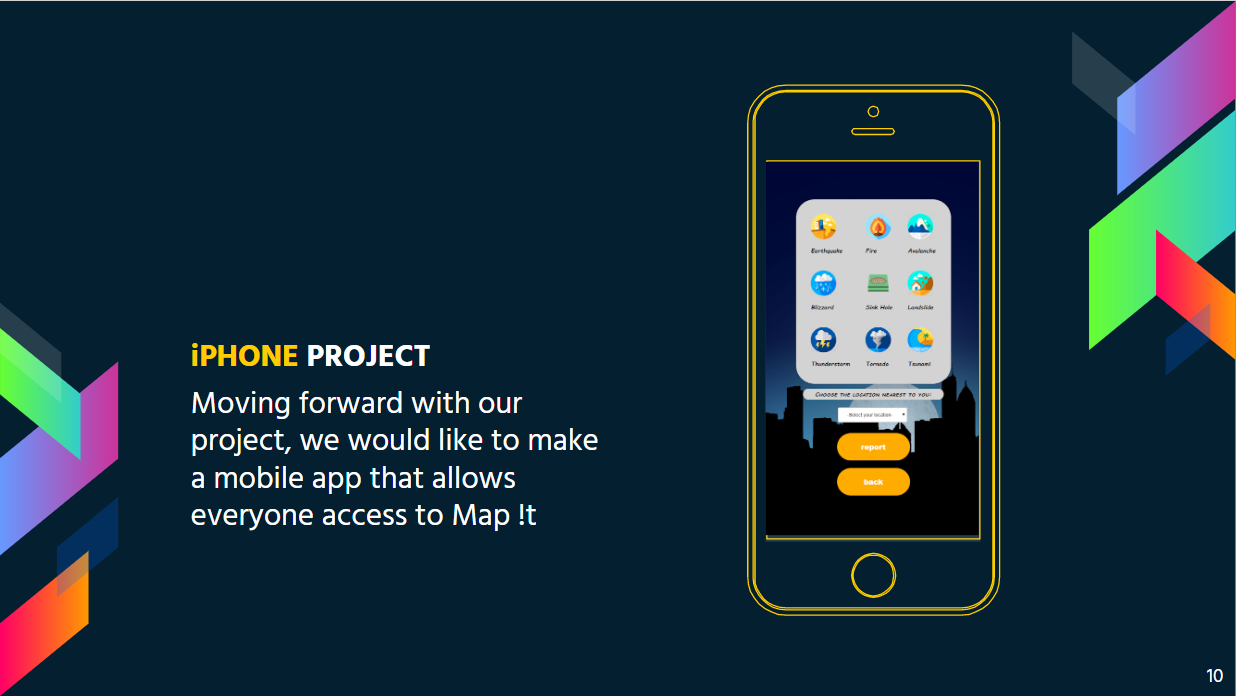 iPHONE PROJECT
Moving forward with our
project, we would like to make
a mobile app that allows
everyone access to Map !t
Earthquake Fire Avalanche
Blizzard Sink Hole Landslide
Thunderstorm Tornado Tsunami
CHOOSE THE LOCATION NEAREST TO YOU:
Select your location
report
back
10